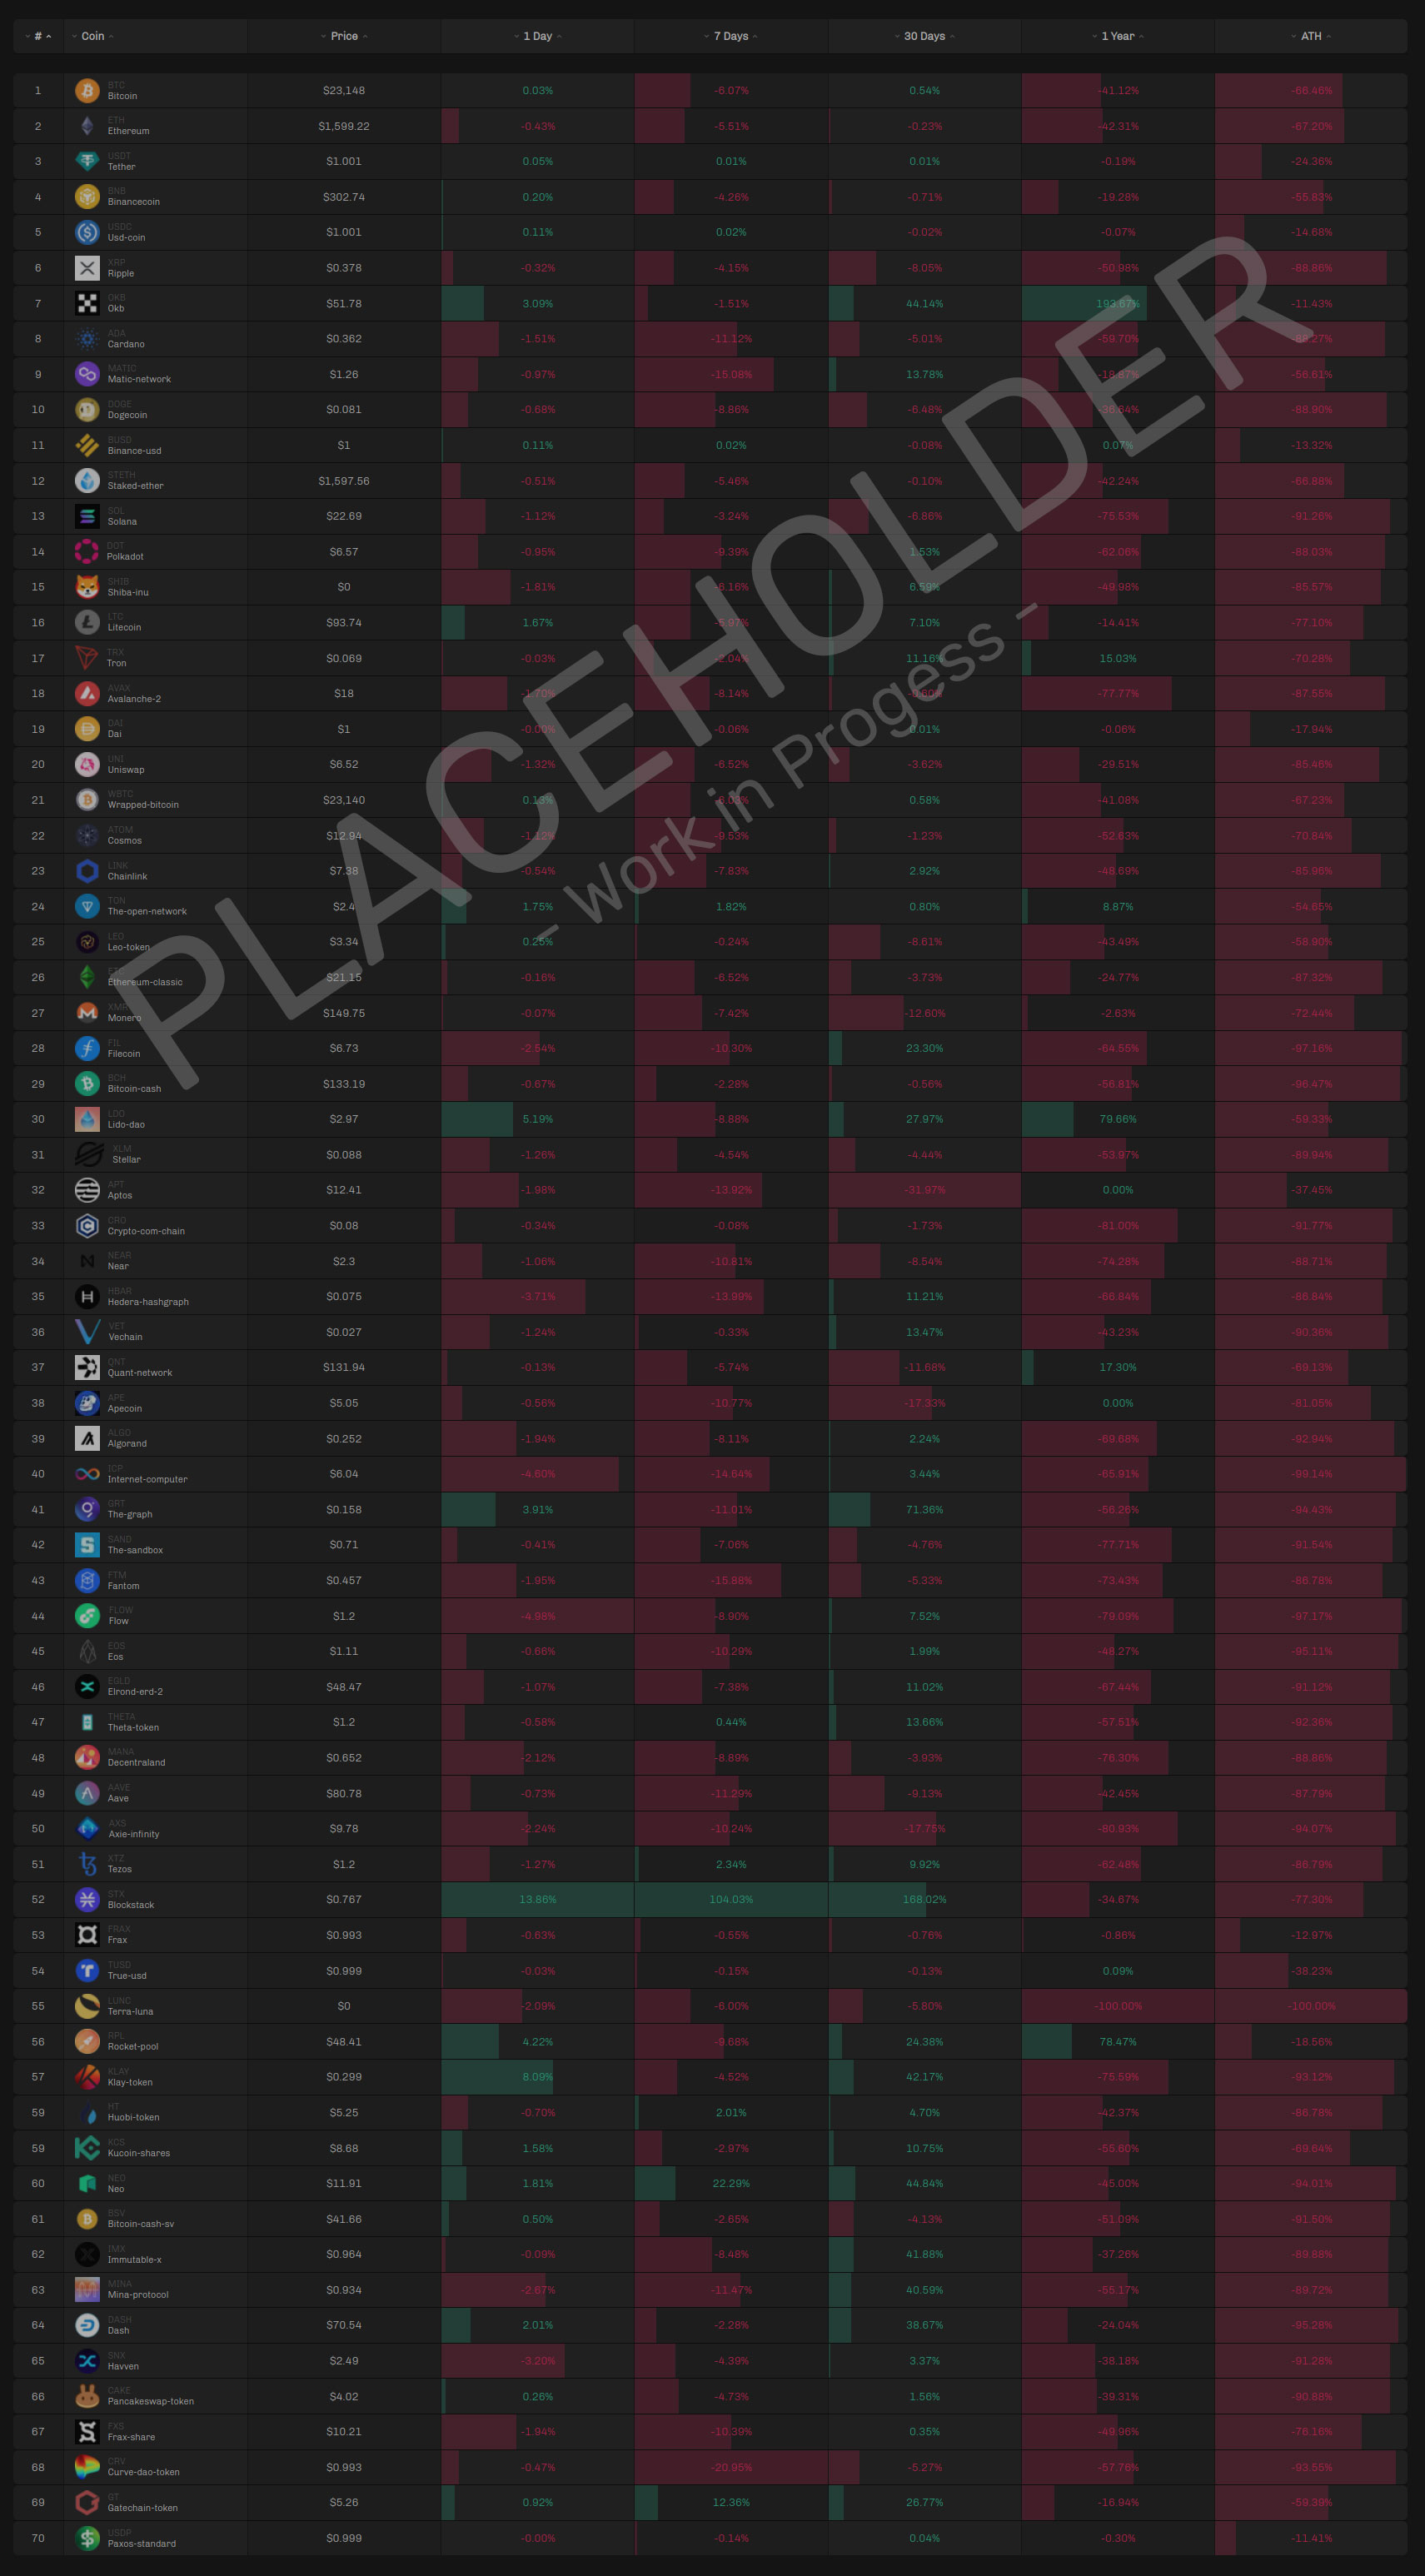 # Coin Price 1 Day 7 Days 30 Days 1 Year ATH
1 BTC Bitcoin $23,148 0.03% -6.07% 0.54% -41.12% -66.46%
2 ETH Ethereum $1,599.22 -0.43% -5.51% -0.23% -42.31% -67.20%
3 USDT Tether $1.001 0.05% 0.01% 0.01% -0.19% -24.36%
4 BNB Binancecoin $302.74 0.20% -4.26% -0.71% -19.28% -55.83%
5 USDC Usd-coin $1.001 0.11% 0.02% -0.02% -0.07% -14.68%
6 XRP Ripple $0.378 -0.32% -4.15% -8.05% -50.98% -88.86%
7 OKB Okb $51.78 3.09% -1.51% 44.14% 193.67% -11.43%
8 ADA Cardano $0.362 -1.51% -11.12% -5.01% -59.70% -88.27%
9 MATIC Matic-network $1.26 -0.97% -15.08% 13.78% -18.87% -56.61%
10 DOGE Dogecoin $0.081 -0.68% -8.86% -6.48% -36.64% -88.90%
11 BUSD Binance-usd $1 0.11% 0.02% -0.08% 0.07% -13.32%
12 STETH Staked-ether $1,597.56 -0.51% -5.46% -0.10% -42.24% -66.88%
13 SOL Solana $22.69 -1.12% -3.24% -6.86% -75.53% -91.26%
14 DOT Polkadot $6.57 -0.95% -9.39% 1.53% -62.06% -88.03%
15 SHIB Shiba-inu $0 -1.81% -6.16% 6.59% -49.98% -85.57%
16 LTC Litecoin $93.74 1.67% -5.97% 7.10% -14.41% -77.10%
17 TRX Tron $0.069 -0.03% -2.04% 11.16% 15.03% -70.28%
18 AVAX Avalanche-2 $18 -1.70% -8.14% -0.60% -77.77% -87.55%
19 DAI Dai $1 -0.00% -0.06% 0.01% -0.06% -17.94%
20 UNI Uniswap $6.52 -1.32% -6.52% -3.62% -29.51% -85.46%
21 WBTC Wrapped-bitcoin $23,140 0.13% -6.03% 0.58% -41.08% -67.23%
22 ATOM Cosmos $12.94 -1.12% -9.53% -1.23% -52.63% -70.84%
23 LINK Chainlink $7.38 -0.54% -7.83% 2.92% -48.69% -85.96%
24 TON The-open-network $2.4 1.75% 1.82% 0.80% 8.87% -54.65%
25 LEO Leo-token $3.34 0.25% -0.24% -8.61% -43.49% -58.90%
26 ETC Ethereum-classic $21.15 -0.16% -6.52% -3.73% -24.77% -87.32%
27 XMR Monero $149.75 -0.07% -7.42% -12.60% -2.63% -72.44%
28 FIL Filecoin $6.73 -2.54% -10.30% 23.30% -64.55% -97.16%
29 BCH Bitcoin-cash $133.19 -0.67% -2.28% -0.56% -56.81% -96.47%
30 LDO Lido-dao $2.97 5.19% -8.88% 27.97% 79.66% -59.33%
31 XLM Stellar $0.088 -1.26% -4.54% -4.44% -53.97% -89.94%
32 APT Aptos $12.41 -1.98% -13.92% -31.97% 0.00% -37.45%
33 CRO Crypto-com-chain $0.08 -0.34% -0.08% -1.73% -81.00% -91.77%
34 NEAR Near $2.3 -1.06% -10.81% -8.54% -74.28% -88.71%
35 HBAR Hedera-hashgraph $0.075 -3.71% -13.99% 11.21% -66.84% -86.84%
36 VET Vechain $0.027 -1.24% -0.33% 13.47% -43.23% -90.36%
37 QNT Quant-network $131.94 -0.13% -5.74% -11.68% 17.30% -69.13%
38 APE Apecoin $5.05 -0.56% -10.77% -17.33% 0.00% -81.05%
39 ALGO Algorand $0.252 -1.94% -8.11% 2.24% -69.68% -92.94%
40 ICP Internet-computer $6.04 -4.60% -14.64% 3.44% -65.91% -99.14%
41 GRT The-graph $0.158 3.91% -11.01% 71.36% -56.26% -94.43%
42 SAND The-sandbox $0.71 -0.41% -7.06% -4.76% -77.71% -91.54%
43 FTM Fantom $0.457 -1.95% -15.88% -5.33% -73.43% -86.78%
44 FLOW Flow $1.2 -4.98% -8.90% 7.52% -79.09% -97.17%
45 EOS Eos $1.11 -0.66% -10.29% 1.99% -48.27% -95.11%
46 EGLD Elrond-erd-2 $48.47 -1.07% -7.38% 11.02% -67.44% -91.12%
47 THETA Theta-token $1.2 -0.58% 0.44% 13.66% -57.51% -92.36%
48 MANA Decentraland $0.652 -2.12% -8.89% -3.93% -76.30% -88.86%
49 AAVE Aave $80.78 -0.73% -11.29% -9.13% -42.45% -87.79%
50 AXS Axie-infinity $9.78 -2.24% -10.24% -17.75% -80.93% -94.07%
51 XTZ Tezos $1.2 -1.27% 2.34% 9.92% -62.48% -86.79%
52 STX Blockstack $0.767 13.86% 104.03% 168.02% -34.67% -77.30%
53 FRAX Frax $0.993 -0.63% -0.55% -0.76% -0.86% -12.97%
54 TUSD True-usd $0.999 -0.03% -0.15% -0.13% 0.09% -38.23%
55 LUNC Terra-luna $0 -2.09% -6.00% -5.80% -100.00% -100.00%
56 RPL Rocket-pool $48.41 4.22% -9.68% 24.38% 78.47% -18.56%
57 KLAY Klay-token $0.299 8.09% -4.52% 42.17% -75.59% -93.12%
59 HT Huobi-token $5.25 -0.70% 2.01% 4.70% -42.37% -86.78%
59 KCS Kucoin-shares $8.68 1.58% -2.97% 10.75% -55.60% -69.64%
60 NEO Neo $11.91 1.81% 22.29% 44.84% -45.00% -94.01%
61 BSV Bitcoin-cash-sv $41.66 0.50% -2.65% -4.13% -51.09% -91.50%
62 IMX Immutable-x $0.964 -0.09% -8.48% 41.88% -37.26% -89.88%
63 MINA Mina-protocol $0.934 -2.67% -11.47% 40.59% -55.17% -89.72%
64 DASH Dash $70.54 2.01% -2.28% 38.67% -24.04% -95.28%
65 SNX Havven $2.49 -3.20% -4.39% 3.37% -38.18% -91.28%
66 CAKE Pancakeswap-token $4.02 0.26% -4.73% 1.56% -39.31% -90.88%
67 FXS Frax-share $10.21 -1.94% -10.39% 0.35% -49.96% -76.16%
68 CRV Curve-dao-token $0.993 -0.47% -20.95% -5.27% -57.78% -93.55%
69 GT Gatechain-token $5.26 0.92% 12.36% 26.77% -16.94% -59.39%
70 USDP Paxos-standard $0.999 -0.00% -0.14% 0.04% -0.30% -11.41%
PLACEHOLDER
- Work in Progess -